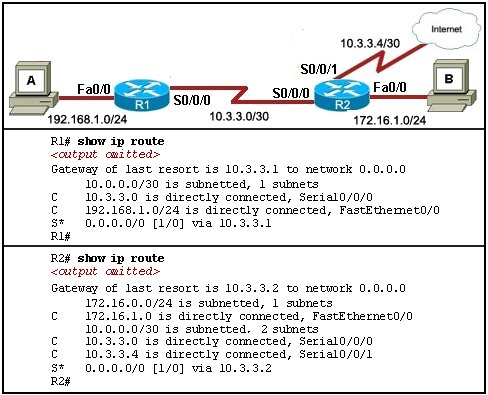 Internet
10.3.3.4/30
A
B
S0/0/1
Fa0/0
Fa0/0
R1
S0/0/0
S0/0/0
R2
192.168.1.0/24
10.3.3.0/30
172.16.1.0/24
R1# show ip route
<output omitted>
Gateway of last resort is 10.3.3.1 to network 0.0.0.0
10.0.0.0/30 is subnetted, 1 subnets
C 10.3.3.0 is directly connected, Serial0/0/0
C 192.168.1.0/24 is directly connected, FastEthernet0/0
S* 0.0.0.0/0 [1/0] via 10.3.3.1
R1#
R2# show ip route
<output omitted>
Gateway of last resort is 10.3.3.2 to network 0.0.0.0
172.16.0.0/24 is subnetted, 1 subnets
C 172.16.1.0 is directly connected, FastEthernet0/0
10.0.0.0/30 is subnetted, 2 subnets
C 10.3.3.0 is directly connected, Serial0/0/0
C 10.3.3.4 is directly connected, Serial0/0/1
S* 0.0.0.0/0 [1/0] via 10.3.3.2
R2#